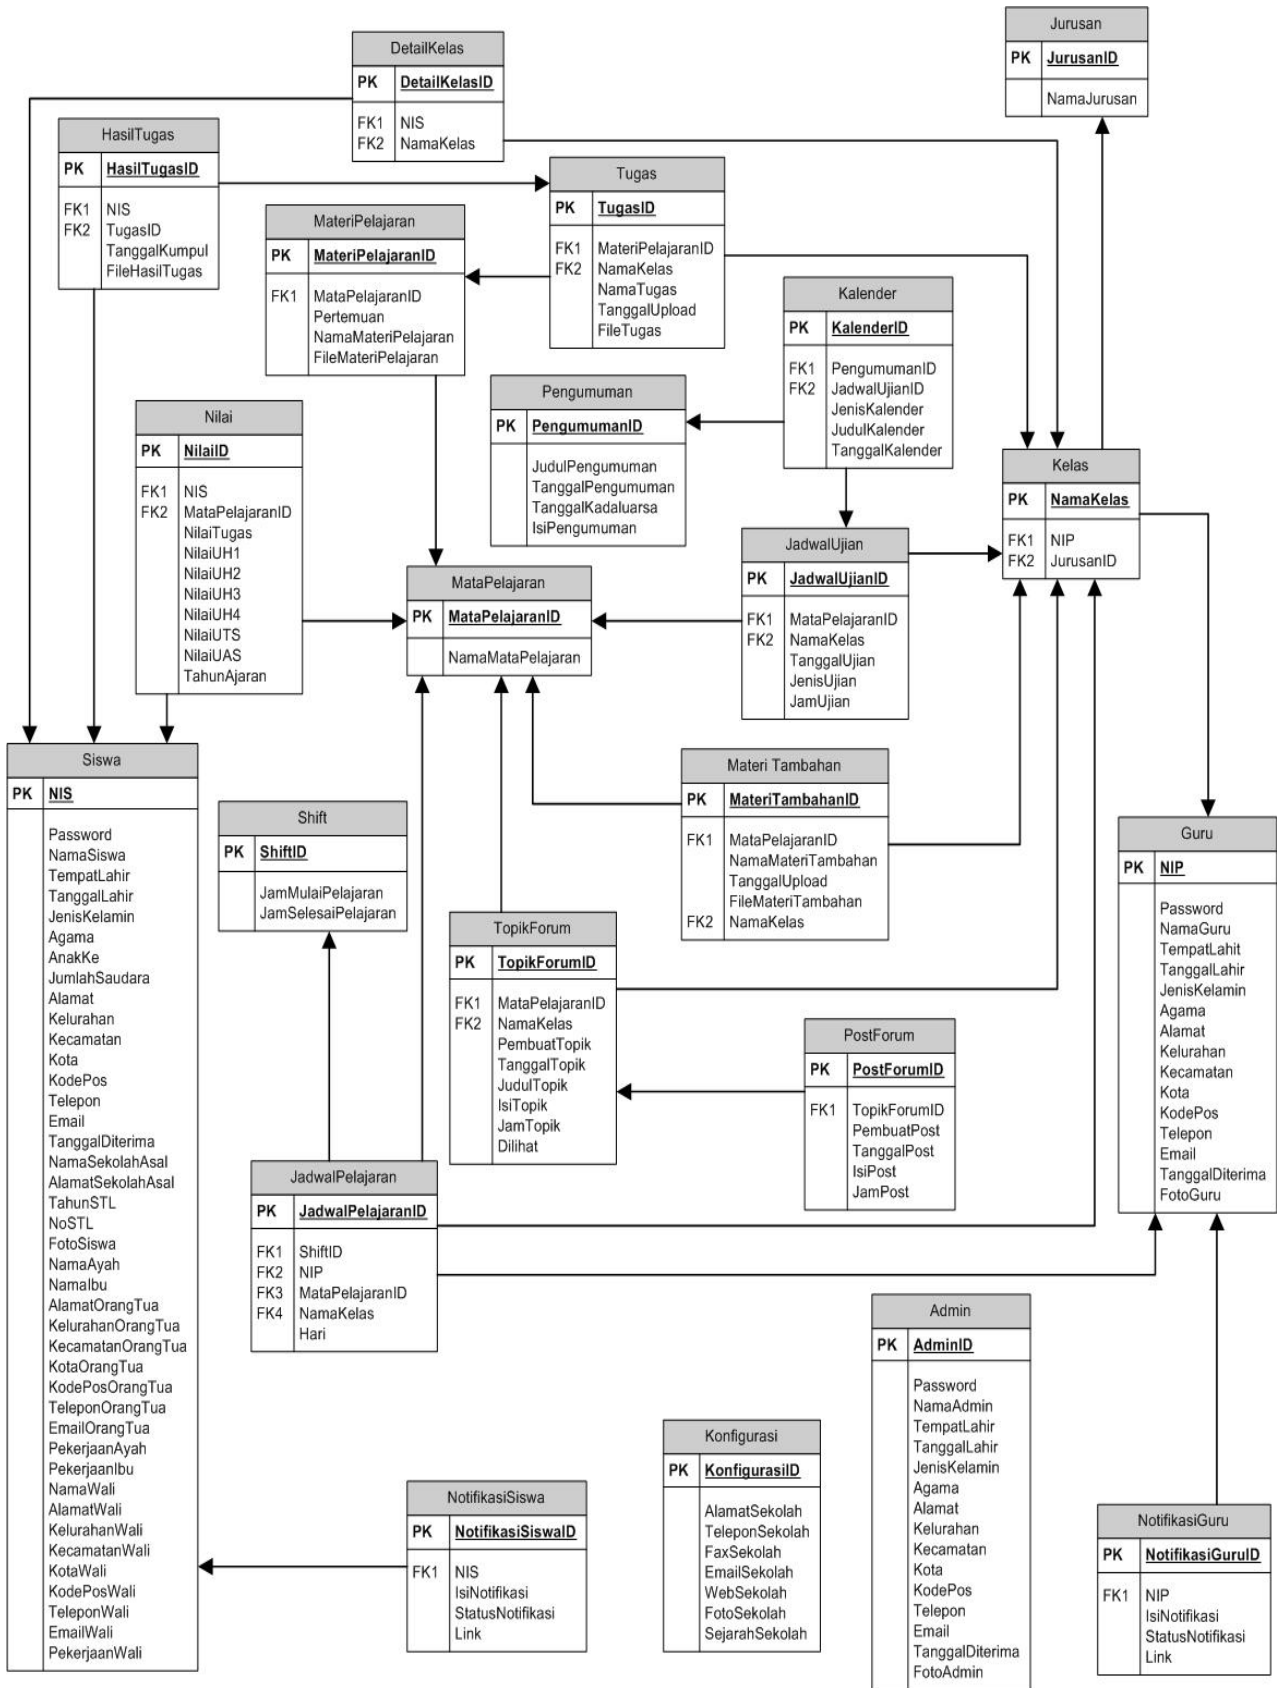 DetailKelas
PK DetailKelasID
FK1 NIS
FK2 NamaKelas
Jurusan
PK JurusanID
NamaJurusan
HasilTugas
PK HasilTugasID
FK1 NIS
FK2 TugasID
TanggalKumpul
FileHasilTugas
Tugas
PK TugasID
FK1 MateriPelajaranID
FK2 NamaKelas
NamaTugas
TanggalUpload
FileTugas
MateriPelajaran
PK MateriPelajaranID
FK1 MataPelajaranID
Pertemuan
NamaMateriPelajaran
FileMateriPelajaran
Kalender
PK KalenderID
FK1 PengumumanID
FK2 JadwalUjianID
JenisKalender
JudulKalender
TanggalKalender
Pengumuman
PK PengumumanID
JudulPengumuman
TanggalPengumuman
TanggalKadaluarsa
IsiPengumuman
Nilai
PK NilaiID
FK1 NIS
FK2 MataPelajaranID
NilaiTugas
NilaiUH1
NilaiUH2
NilaiUH3
NilaiUH4
NilaiUTS
NilaiUAS
TahunAjaran
Kelas
PK NamaKelas
FK1 NIP
FK2 JurusanID
JadwalUjian
PK JadwalUjianID
FK1 MataPelajaranID
FK2 NamaKelas
TanggalUjian
JenisUjian
JamUjian
MataPelajaran
PK MataPelajaranID
NamaMataPelajaran
Siswa
PK NIS
Password
NamaSiswa
TempatLahir
TanggalLahir
JenisKelamin
Agama
AnakKe
JumlahSaudara
Alamat
Kelurahan
Kecamatan
Kota
KodePos
Telepon
Email
TanggalDiterima
NamaSekolahAsal
AlamatSekolahAsal
TahunSTL
NoSTL
FotoSiswa
NamaAyah
NamaIbu
AlamatOrangTua
KelurahanOrangTua
KecamatanOrangTua
KotaOrangTua
KodePosOrangTua
TeleponOrangTua
EmailOrangTua
PekerjaanAyah
PekerjaanIbu
NamaWali
AlamatWali
KelurahanWali
KecamatanWali
KotaWali
KodePosWali
TeleponWali
EmailWali
PekerjaanWali
Shift
PK ShiftID
JamMulaiPelajaran
JamSelesaiPelajaran
Materi Tambahan
PK MateriTambahanID
FK1 MataPelajaranID
NamaMateriTambahan
TanggalUpload
FileMateriTambahan
FK2 NamaKelas
Guru
PK NIP
Password
NamaGuru
TempatLahit
TanggalLahir
JenisKelamin
Agama
Alamat
Kelurahan
Kecamatan
Kota
KodePos
Telepon
Email
TanggalDiterima
FotoGuru
TopikForum
PK TopikForumID
FK1 MataPelajaranID
FK2 NamaKelas
PembuatTopik
TanggalTopik
JudulTopik
IsiTopik
JamTopik
Dilihat
PostForum
PK PostForumID
FK1 TopikForumID
PembuatPost
TanggalPost
IsiPost
JamPost
JadwalPelajaran
PK JadwalPelajaranID
FK1 ShiftID
FK2 NIP
FK3 MataPelajaranID
FK4 NamaKelas
Hari
Admin
PK AdminID
Password
NamaAdmin
TempatLahir
TanggalLahir
JenisKelamin
Agama
Alamat
Kelurahan
Kecamatan
Kota
KodePos
Telepon
Email
TanggalDiterima
FotoAdmin
Konfigurasi
PK KonfigurasiID
AlamatSekolah
TeleponSekolah
FaxSekolah
EmailSekolah
WebSekolah
FotoSekolah
SejarahSekolah
NotifikasiSiswa
PK NotifikasiSiswaID
FK1 NIS
IsiNotifikasi
StatusNotifikasi
Link
NotifikasiGuru
PK NotifikasiGuruID
FK1 NIP
IsiNotifikasi
StatusNotifikasi
Link